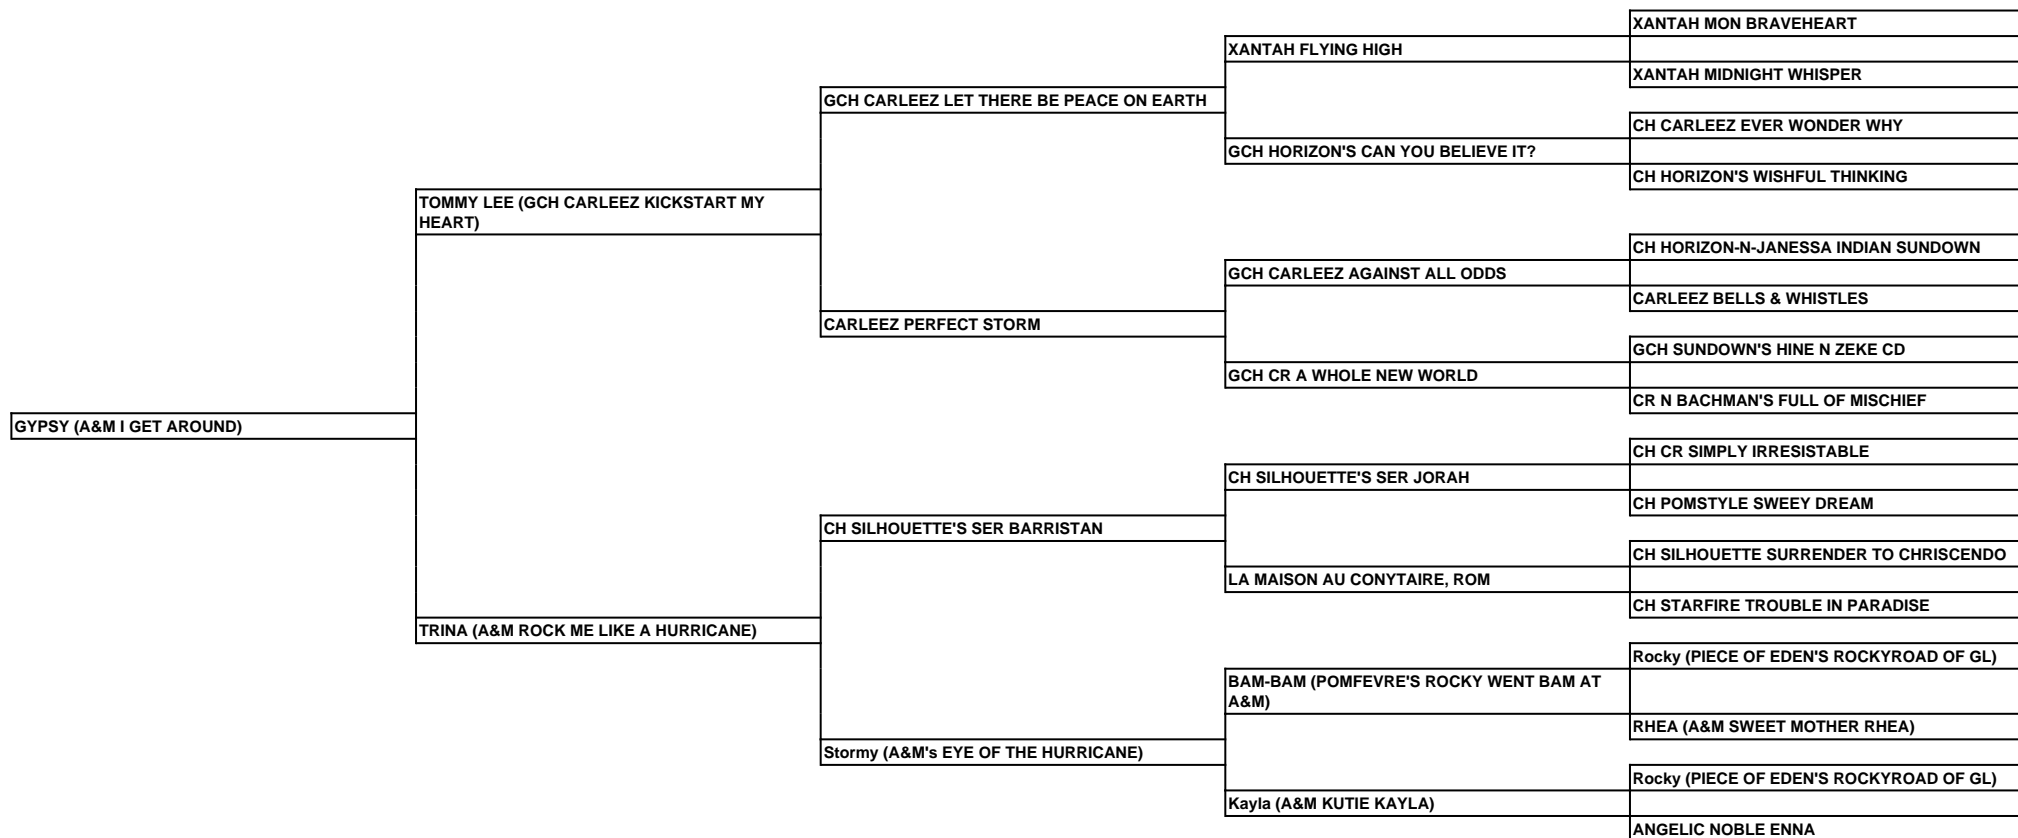 XANTAH MON BRAVEHEART
XANTAH FLYING HIGH
XANTAH MIDNIGHT WHISPER
GCH CARLEEZ LET THERE BE PEACE ON EARTH
CH CARLEEZ EVER WONDER WHY
GCH HORIZON'S CAN YOU BELIEVE IT?
CH HORIZON'S WISHFUL THINKING
TOMMY LEE (GCH CARLEEZ KICKSTART MY
HEART)
CH HORIZON-N-JANESSA INDIAN SUNDOWN
GCH CARLEEZ AGAINST ALL ODDS
CARLEEZ BELLS & WHISTLES
CARLEEZ PERFECT STORM
GCH SUNDOWN'S HINE N ZEKE CD
GCH CR A WHOLE NEW WORLD
CR N BACHMAN'S FULL OF MISCHIEF
GYPSY (A&M I GET AROUND)
CH CR SIMPLY IRRESISTABLE
CH SILHOUETTE'S SER JORAH
CH POMSTYLE SWEEY DREAM
CH SILHOUETTE'S SER BARRISTAN
CH SILHOUETTE SURRENDER TO CHRISCENDO
LA MAISON AU CONYTAIRE, ROM
CH STARFIRE TROUBLE IN PARADISE
TRINA (A&M ROCK ME LIKE A HURRICANE)
Rocky (PIECE OF EDEN'S ROCKYROAD OF GL)
BAM-BAM (POMFEVRE'S ROCKY WENT BAM AT
A&M)
RHEA (A&M SWEET MOTHER RHEA)
Stormy (A&M's EYE OF THE HURRICANE)
Rocky (PIECE OF EDEN'S ROCKYROAD OF GL)
Kayla (A&M KUTIE KAYLA)
ANGELIC NOBLE ENNA